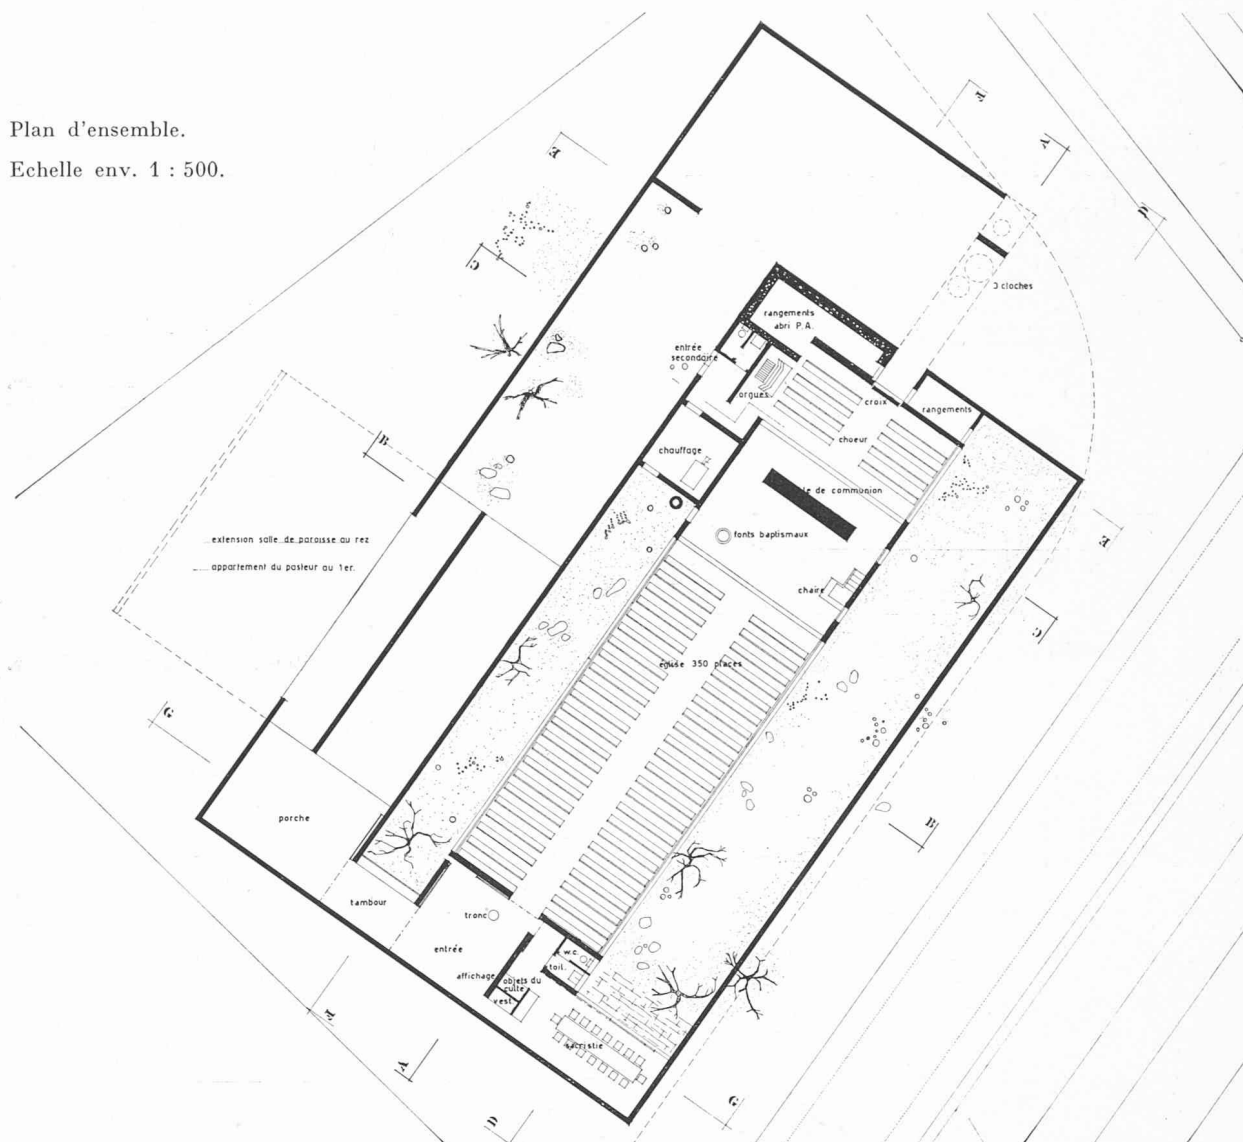 Plan d'ensemble.
Echelle env. 1 : 500.
F
A
E
D
C
3 cloches
rangements
abri P.A.
entrée
secondaire
orgues
croix
rangements
choeur
B
chauffage
de communion
fonts baptismaux
E
extension salle de paroisse au rez
appartement du pasteur au 1er.
chaire
C
église 350 places
G
porche
B
tambour
tronc
entrée
w.c.
toil.
affichage
objets du
culte
vest.
sacristie
F
A
D
G